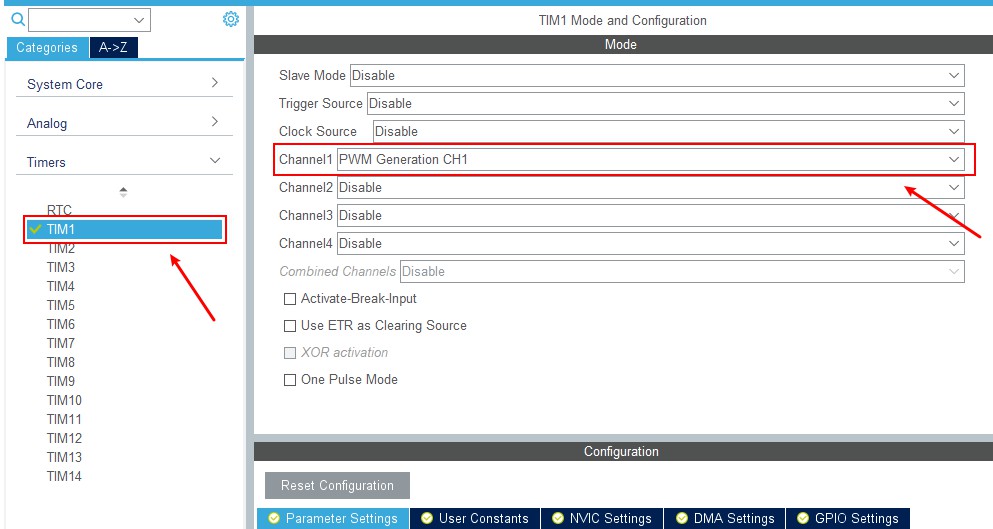 TIM1 Mode and Configuration
Categories A->Z
Mode
System Core
Analog
Timers
RTC
TIM1
TIM2
TIM3
TIM4
TIM5
TIM6
TIM7
TIM8
TIM9
TIM10
TIM11
TIM12
TIM13
TIM14
Slave Mode Disable
Trigger Source Disable
Clock Source Disable
Channel1 PWM Generation CH1
Channel2 Disable
Channel3 Disable
Channel4 Disable
Combined Channels Disable
Activate-Break-Input
Use ETR as Clearing Source
XOR activation
One Pulse Mode
Configuration
Reset Configuration
Parameter Settings User Constants NVIC Settings DMA Settings GPIO Settings